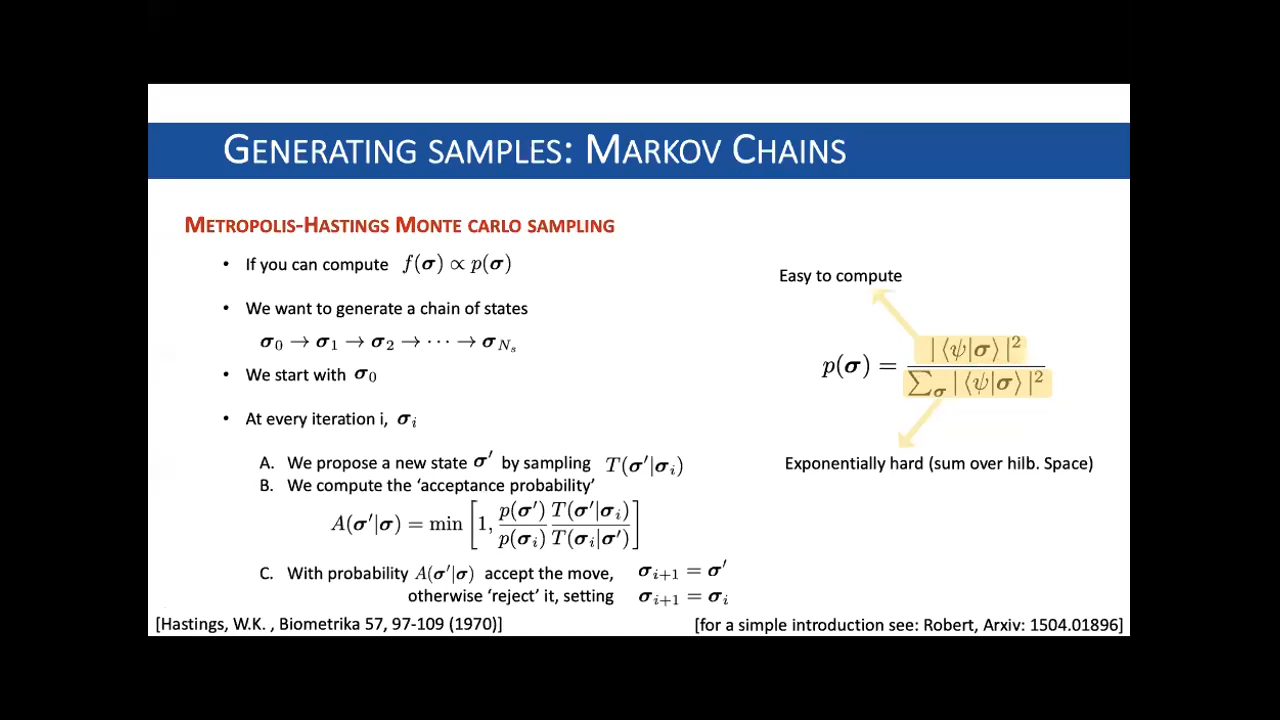 GENERATING SAMPLES: MARKOV CHAINS
METROPOLIS-HASTINGS MONTE CARLO SAMPLING
• If you can compute f(σ) ∝ p(σ)
Easy to compute
• We want to generate a chain of states
σ₀ → σ₁ → σ₂ → ⋯ → σ_{N_s}
p(σ) = |⟨ψ|σ⟩|² / ∑_σ |⟨ψ|σ⟩|²
• We start with σ₀
• At every iteration i, σᵢ
A. We propose a new state σ′ by sampling T(σ′|σᵢ)
Exponentially hard (sum over hilb. Space)
B. We compute the ‘acceptance probability’
A(σ′|σ) = min [1, p(σ′)/p(σᵢ) T(σ′|σᵢ)/T(σᵢ|σ′)]
C. With probability A(σ′|σ) accept the move, σᵢ₊₁ = σ′
otherwise ‘reject’ it, setting σᵢ₊₁ = σᵢ
[Hastings, W.K. , Biometrika 57, 97-109 (1970)]
[for a simple introduction see: Robert, Arxiv: 1504.01896]